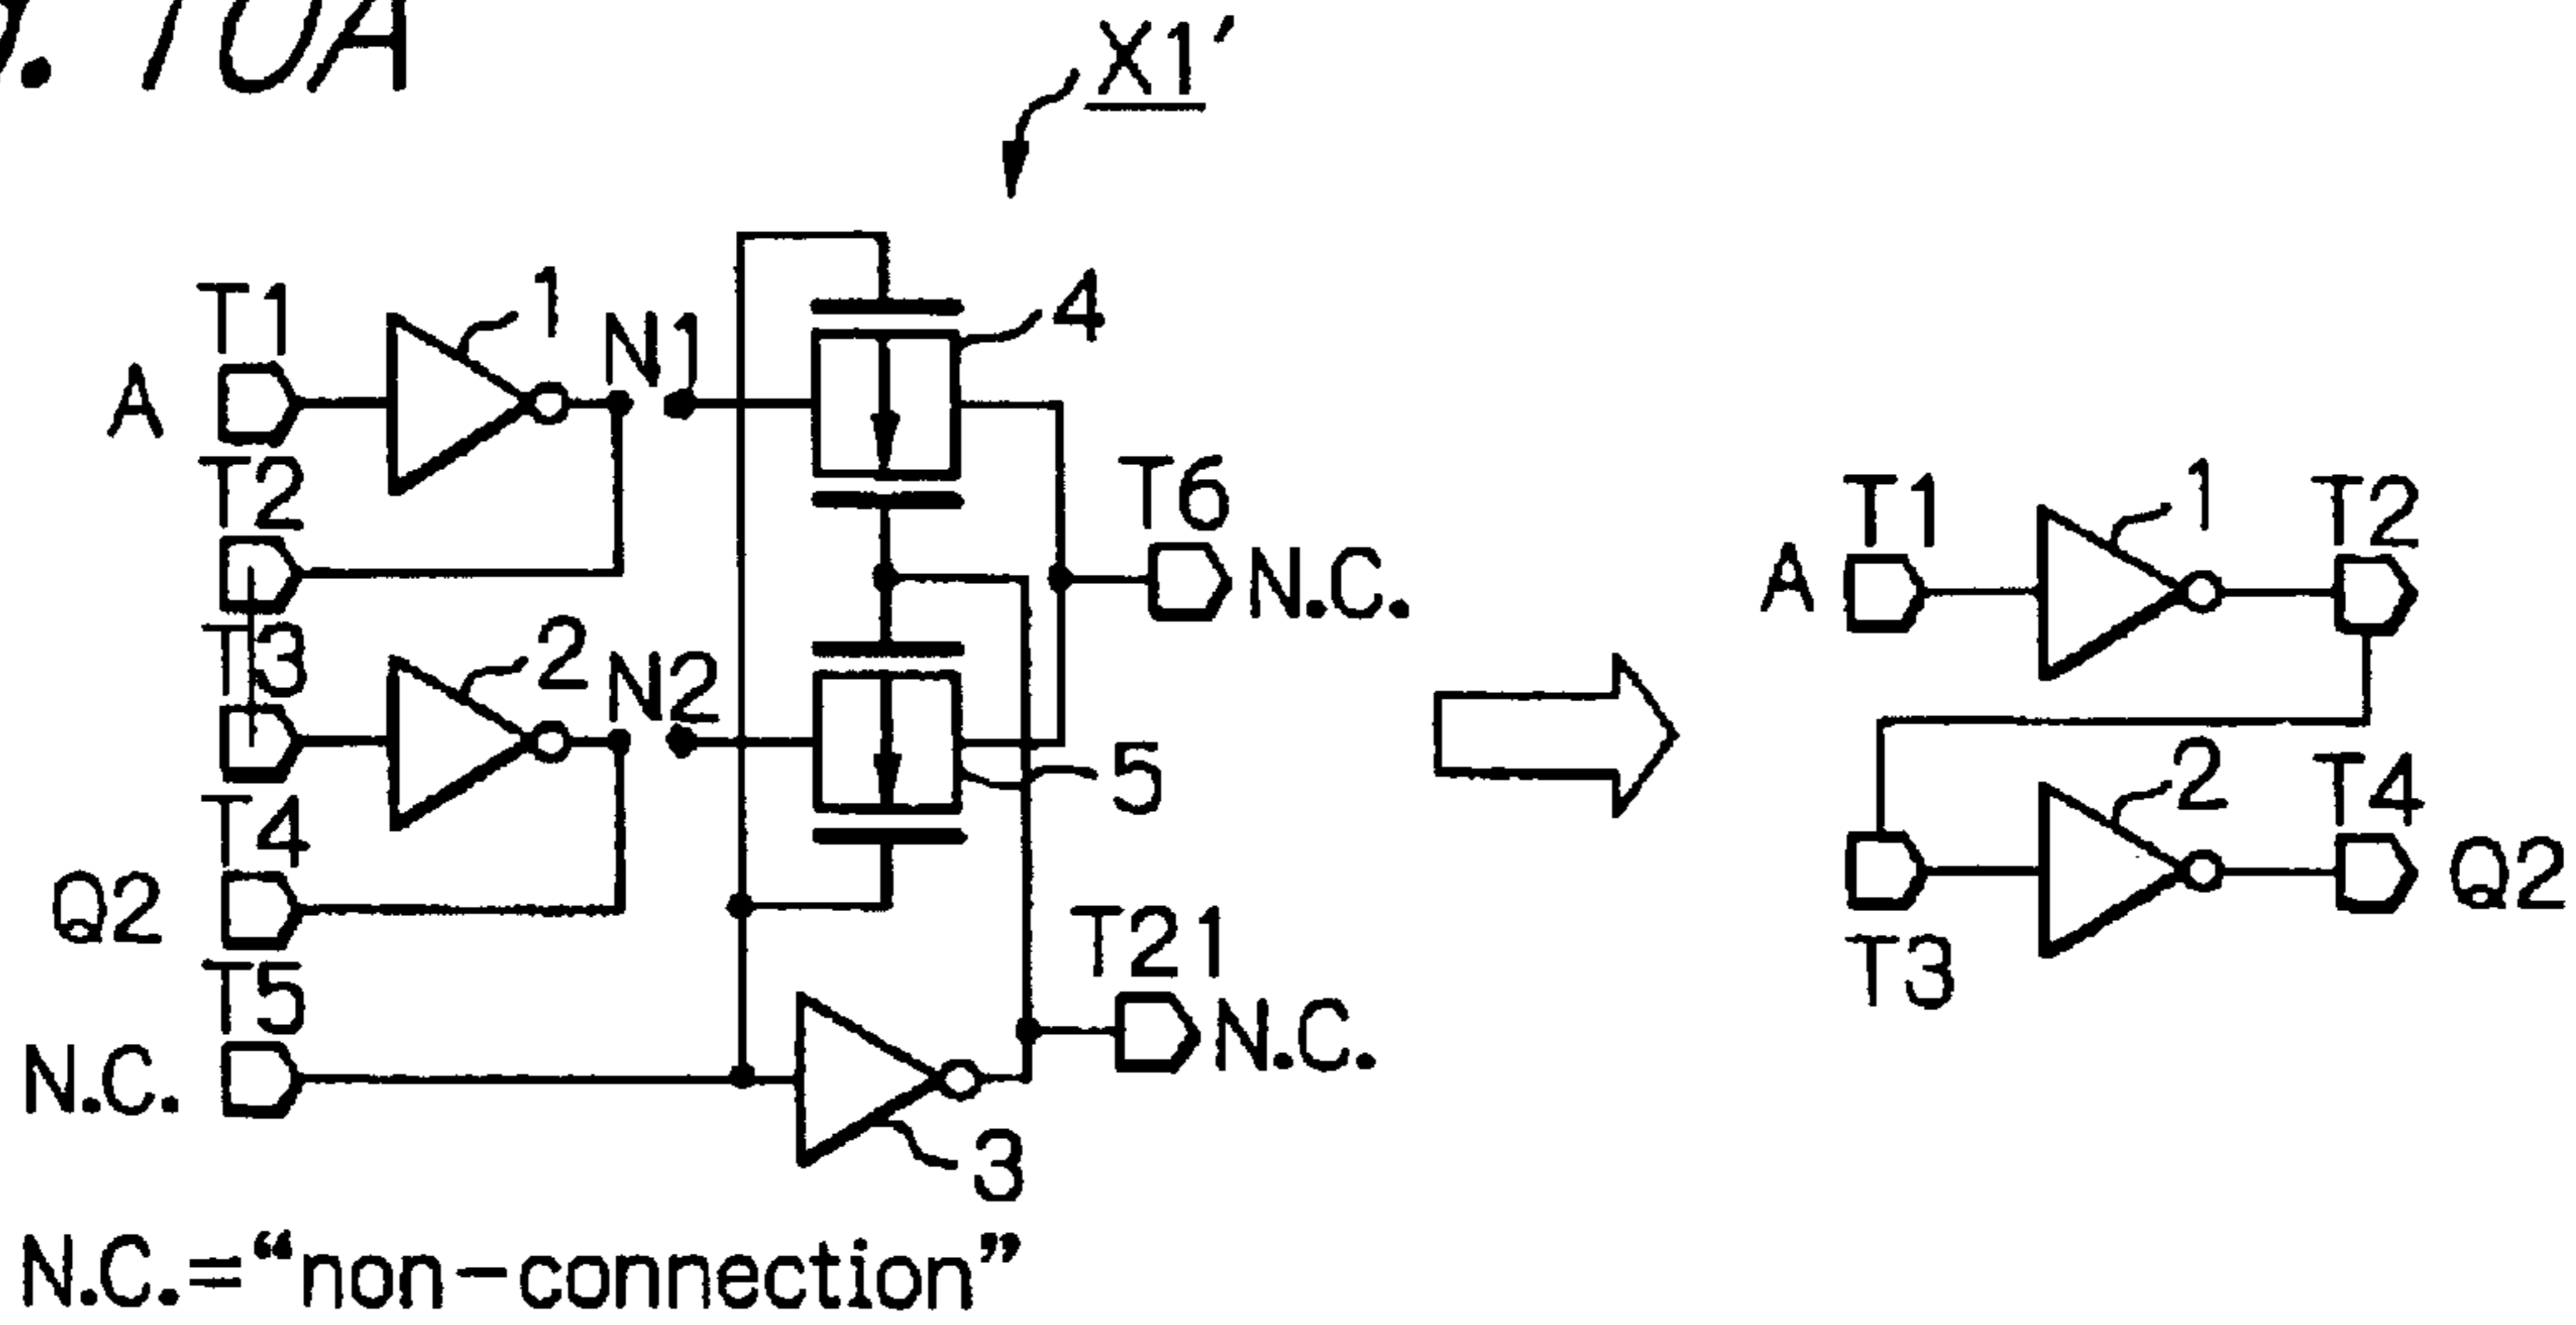 10A
X1′
T1
1
N1
4
A
T2
T6
N.C.
T3
2
N2
5
T4
Q2
T21
N.C.
T5
N.C.
3
N.C.="non-connection"
T1
1
T2
A
2
T4
Q2
T3